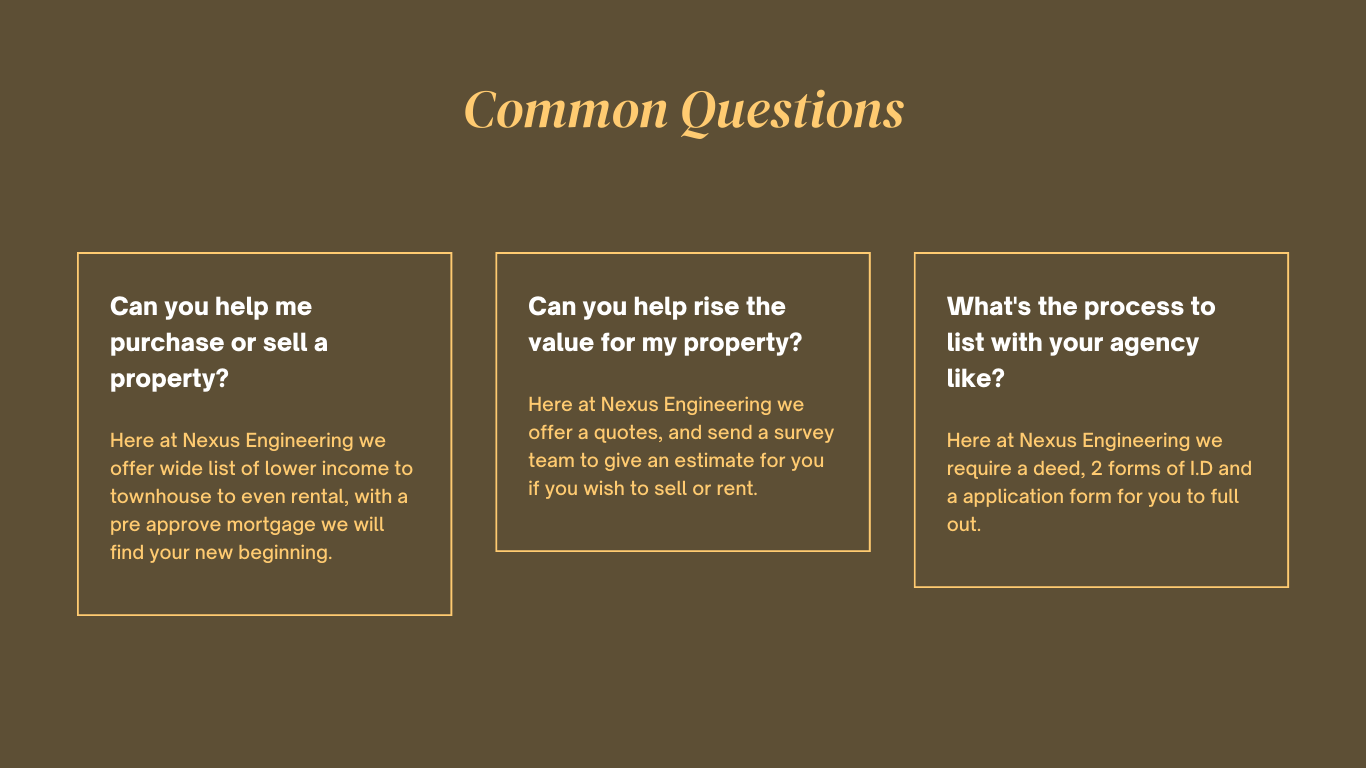 Common Questions
Can you help me
purchase or sell a
property?
Here at Nexus Engineering we
offer wide list of lower income to
townhouse to even rental, with a
pre approve mortgage we will
find your new beginning.
Can you help rise the
value for my property?
Here at Nexus Engineering we
offer a quotes, and send a survey
team to give an estimate for you
if you wish to sell or rent.
What's the process to
list with your agency
like?
Here at Nexus Engineering we
require a deed, 2 forms of I.D and
a application form for you to full
out.